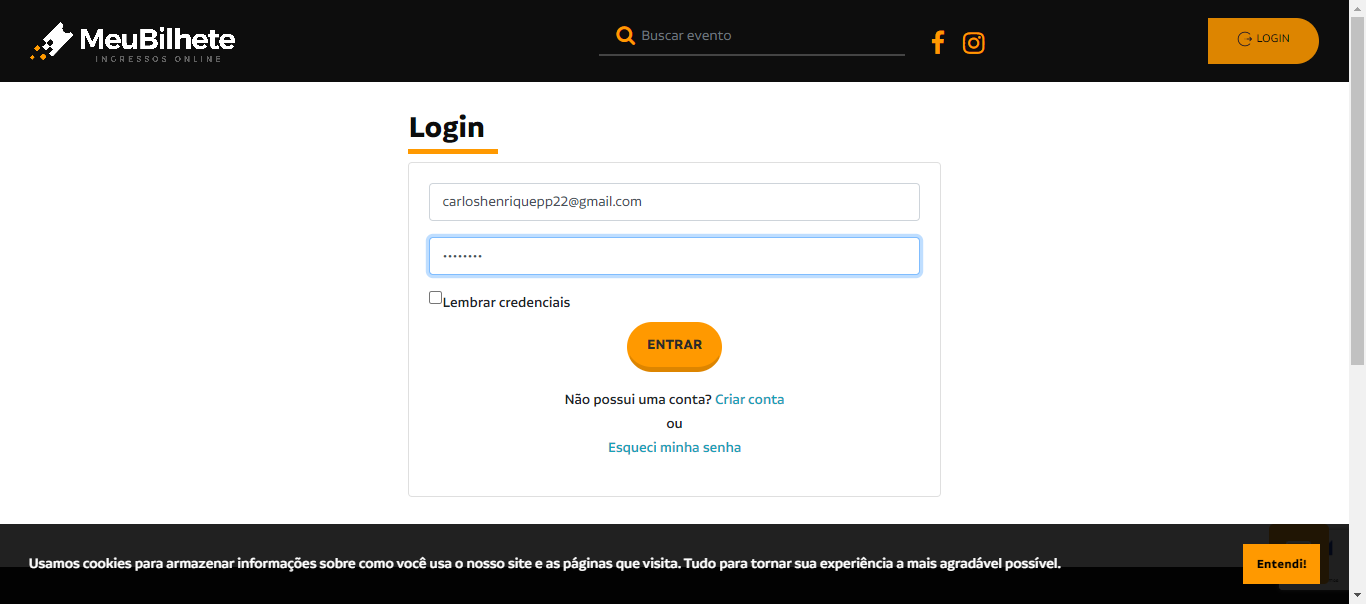 MeuBilhete
INGRESSOS ONLINE
Buscar evento
LOGIN
Login
carloshenriquepp22@gmail.com
••••••••
Lembrar credenciais
ENTRAR
Não possui uma conta? Criar conta
ou
Esqueci minha senha
Usamos cookies para armazenar informações sobre como você usa o nosso site e as páginas que visita. Tudo para tornar sua experiência a mais agradável possível.
Entendi!